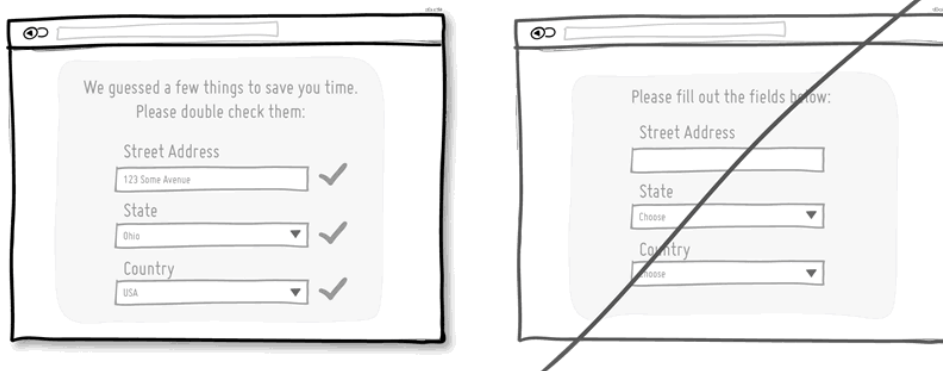 We guessed a few things to save you time.
Please double check them:
Street Address
123 Some Avenue
State
Ohio
Country
USA
Please fill out the fields below:
Street Address
State
Choose
Country
Choose